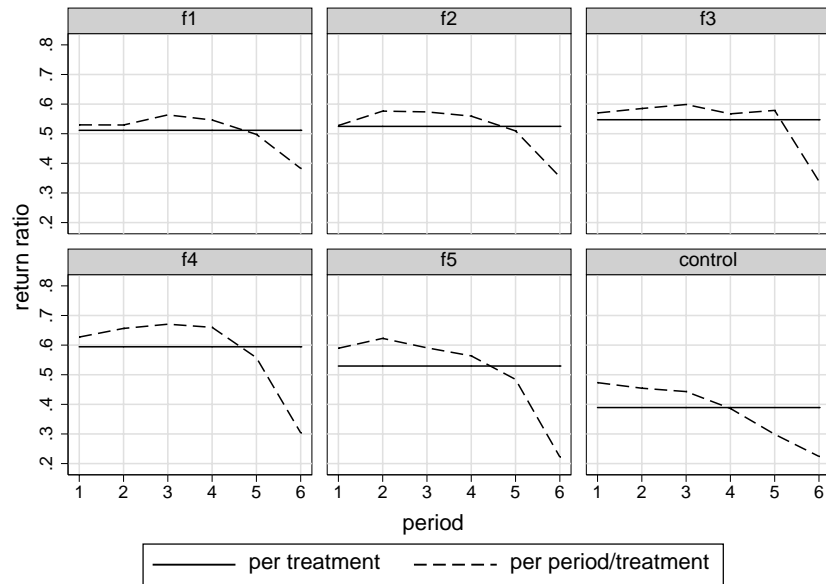 f1 f2 f3
.8
.7
.6
.5
.4
.3
.2
f4 f5 control
.8
.7
.6
.5
.4
.3
.2
return ratio
1 2 3 4 5 6 1 2 3 4 5 6 1 2 3 4 5 6
period
per treatment per period/treatment